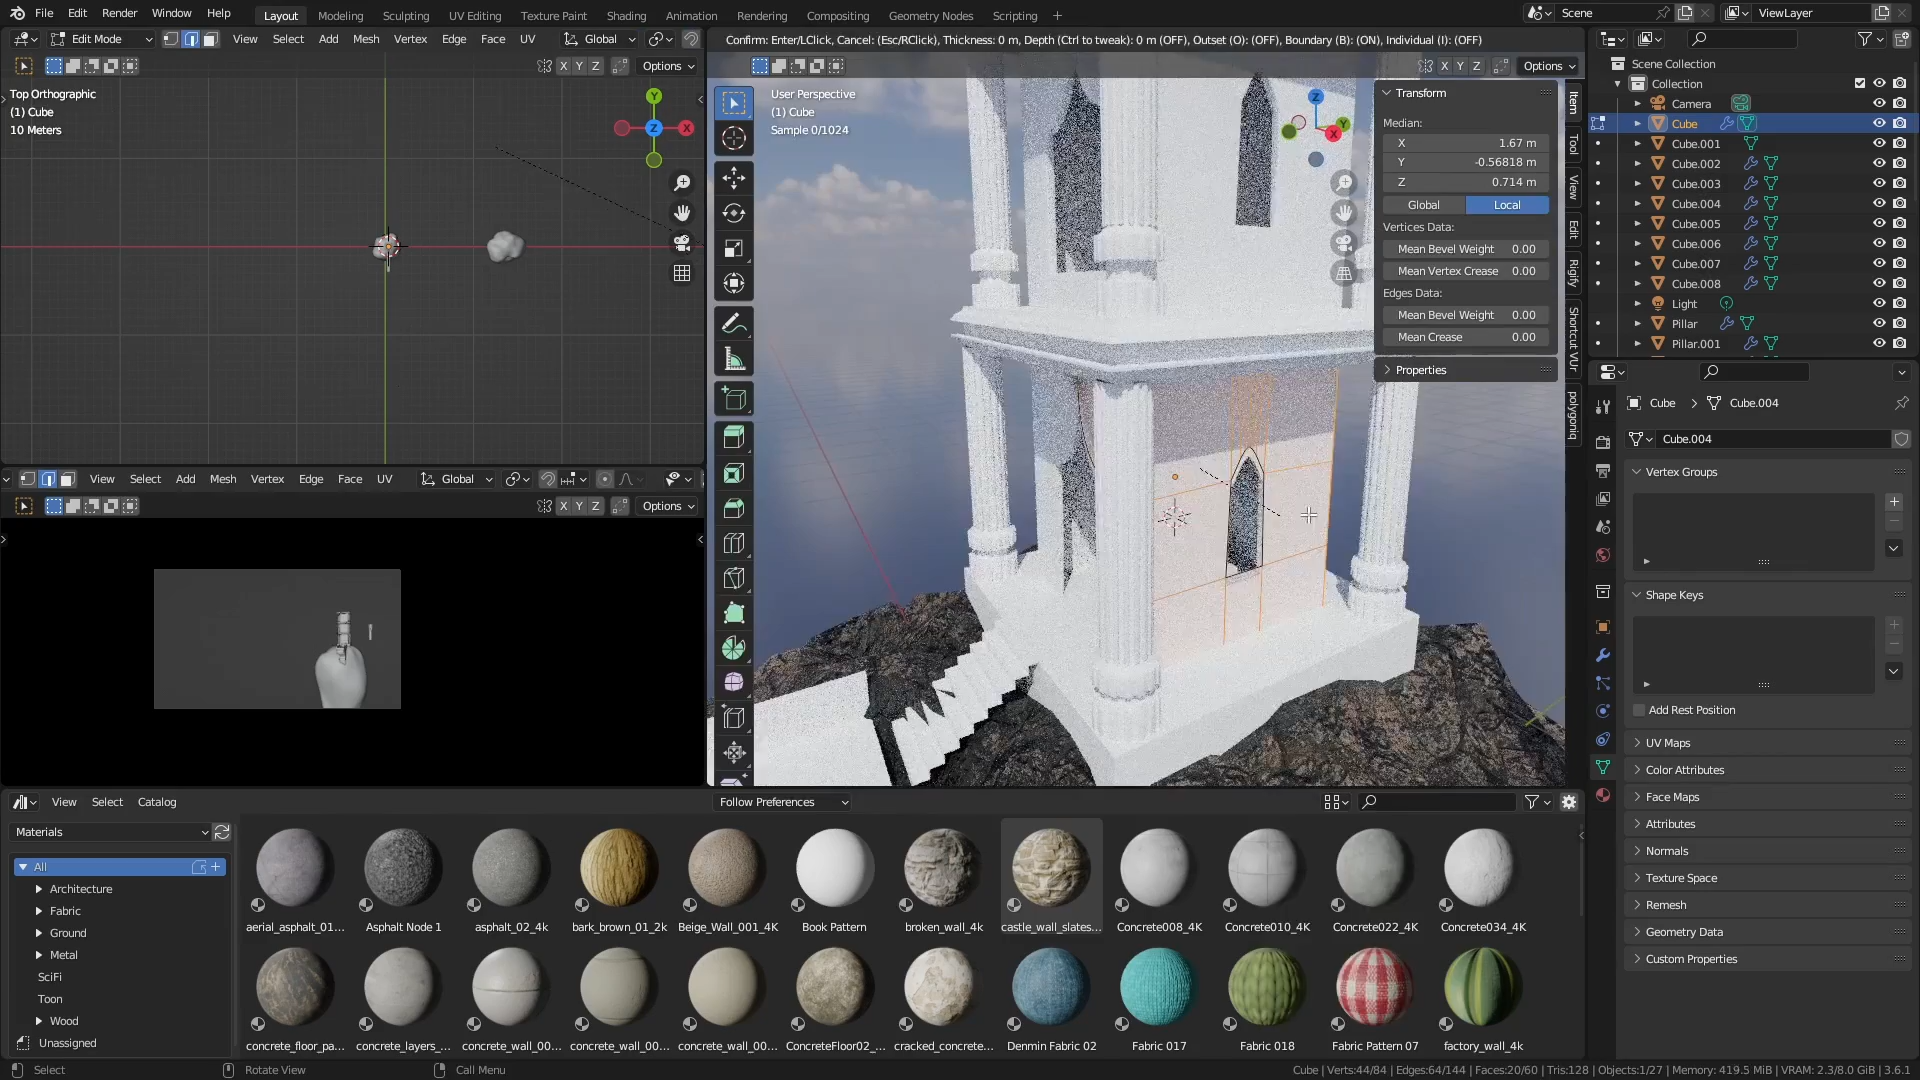 File Edit Render Window Help
Layout Modeling Sculpting UV Editing Texture Paint Shading Animation Rendering Compositing Geometry Nodes Scripting +
Scene
ViewLayer
Edit Mode View Select Add Mesh Vertex Edge Face UV Global
Confirm: Enter/LClick, Cancel: (Esc/RClick), Thickness: 0 m, Depth (Ctrl to tweak): 0 m (OFF), Outset (O): (OFF), Boundary (B): (ON), Individual (I): (OFF)
X Y Z Options
X Y Z Options
Top Orthographic
(1) Cube
10 Meters
Y
Z
X
User Perspective
(1) Cube
Sample 0/1024
Z
Y
X
Transform
Median:
X 1.67 m
Y -0.56818 m
Z 0.714 m
Global Local
Vertices Data:
Mean Bevel Weight 0.00
Mean Vertex Crease 0.00
Edges Data:
Mean Bevel Weight 0.00
Mean Crease 0.00
Properties
Item
Tool
View
Edit
Rigify
Shortcut VUr
polygoniq
Scene Collection
Collection
Camera
Cube
Cube.001
Cube.002
Cube.003
Cube.004
Cube.005
Cube.006
Cube.007
Cube.008
Light
Pillar
Pillar.001
Cube > Cube.004
Cube.004
Vertex Groups
Shape Keys
Add Rest Position
UV Maps
Color Attributes
Face Maps
Attributes
Normals
Texture Space
Remesh
Geometry Data
Custom Properties
View Select Add Mesh Vertex Edge Face UV Global
X Y Z Options
View Select Catalog
Follow Preferences
Materials
All
Architecture
Fabric
Ground
Metal
SciFi
Toon
Wood
Unassigned
aerial_asphalt_01... Asphalt Node 1 asphalt_02_4k bark_brown_01_2k Beige_Wall_001_4K Book Pattern broken_wall_4k castle_wall_slates... Concrete008_4K Concrete010_4K Concrete022_4K Concrete034_4K
concrete_floor_pa... concrete_layers_... concrete_wall_00... concrete_wall_00... concrete_wall_00... ConcreteFloor02_... cracked_concrete... Denmin Fabric 02 Fabric 017 Fabric 018 Fabric Pattern 07 factory_wall_4k
Select Rotate View Call Menu
Cube | Verts:44/84 | Edges:64/144 | Faces:20/60 | Tris:128 | Objects:1/27 | Memory: 419.5 MiB | VRAM: 2.3/8.0 GiB | 3.6.1